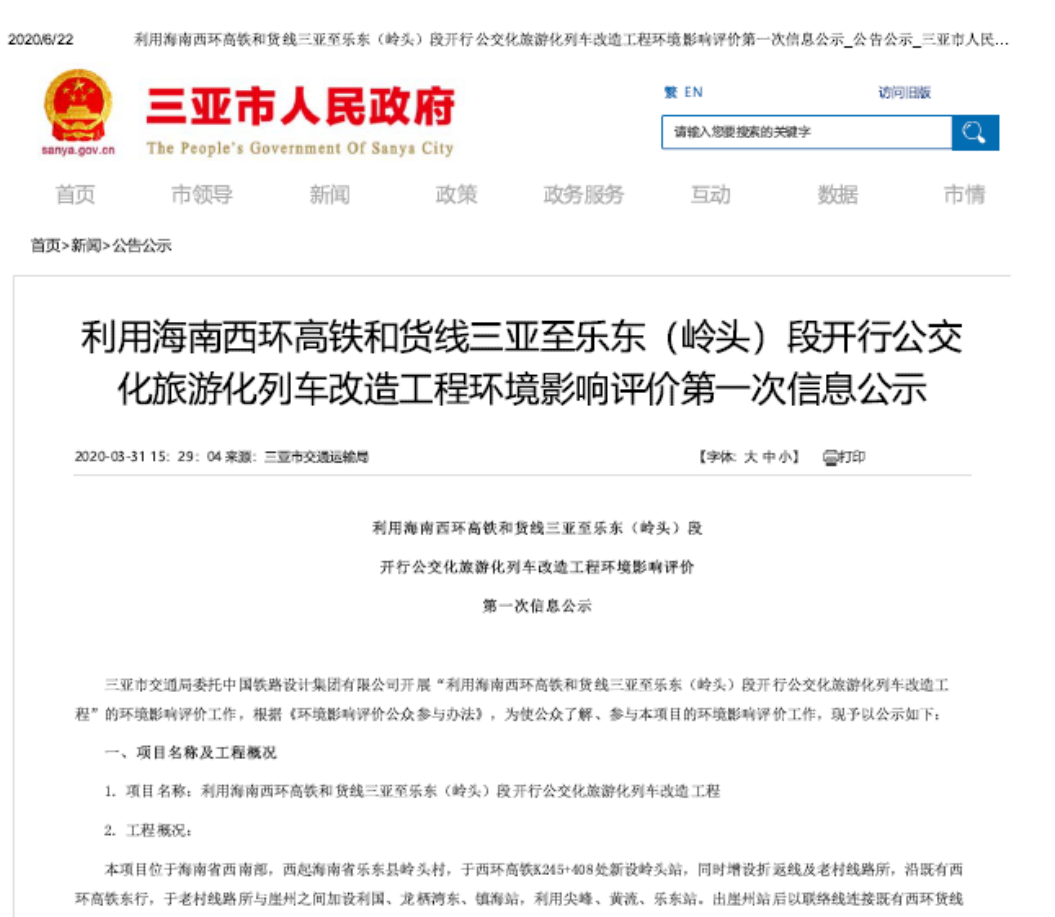 2020/6/22 利用海南西环高铁和货线三亚至乐东（岭头）段开行公交化旅游化列车改造工程环境影响评价第一次信息公示_公告公示_三亚市人民...
sanya.gov.cn
三亚市人民政府
The People's Government Of Sanya City
繁 EN 访问旧版
请输入您要搜索的关键字
首页 市领导 新闻 政策 政务服务 互动 数据 市情
首页>新闻>公告公示
利用海南西环高铁和货线三亚至乐东（岭头）段开行公交
化旅游化列车改造工程环境影响评价第一次信息公示
2020-03-31 15：29：04 来源：三亚市交通运输局 【字体: 大 中 小】 打印
利用海南西环高铁和货线三亚至乐东（岭头）段
开行公交化旅游化列车改造工程环境影响评价
第一次信息公示
三亚市交通局委托中国铁路设计集团有限公司开展“利用海南西环高铁和货线三亚至乐东（岭头）段开行公交化旅游化列车改造工
程”的环境影响评价工作，根据《环境影响评价公众参与办法》，为使公众了解、参与本项目的环境影响评价工作，现予以公示如下：
一、项目名称及工程概况
1. 项目名称：利用海南西环高铁和货线三亚至乐东（岭头）段开行公交化旅游化列车改造工程
2. 工程概况：
本项目位于海南省西南部，西起海南省乐东县岭头村，于西环高铁K245+408处新设岭头站，同时增设折返线及老村线路所，沿既有西
环高铁东行，于老村线路所与崖州之间加设利国、龙栖湾东、镇海站，利用尖峰、黄流、乐东站。出崖州站后以联络线连接既有西环货线